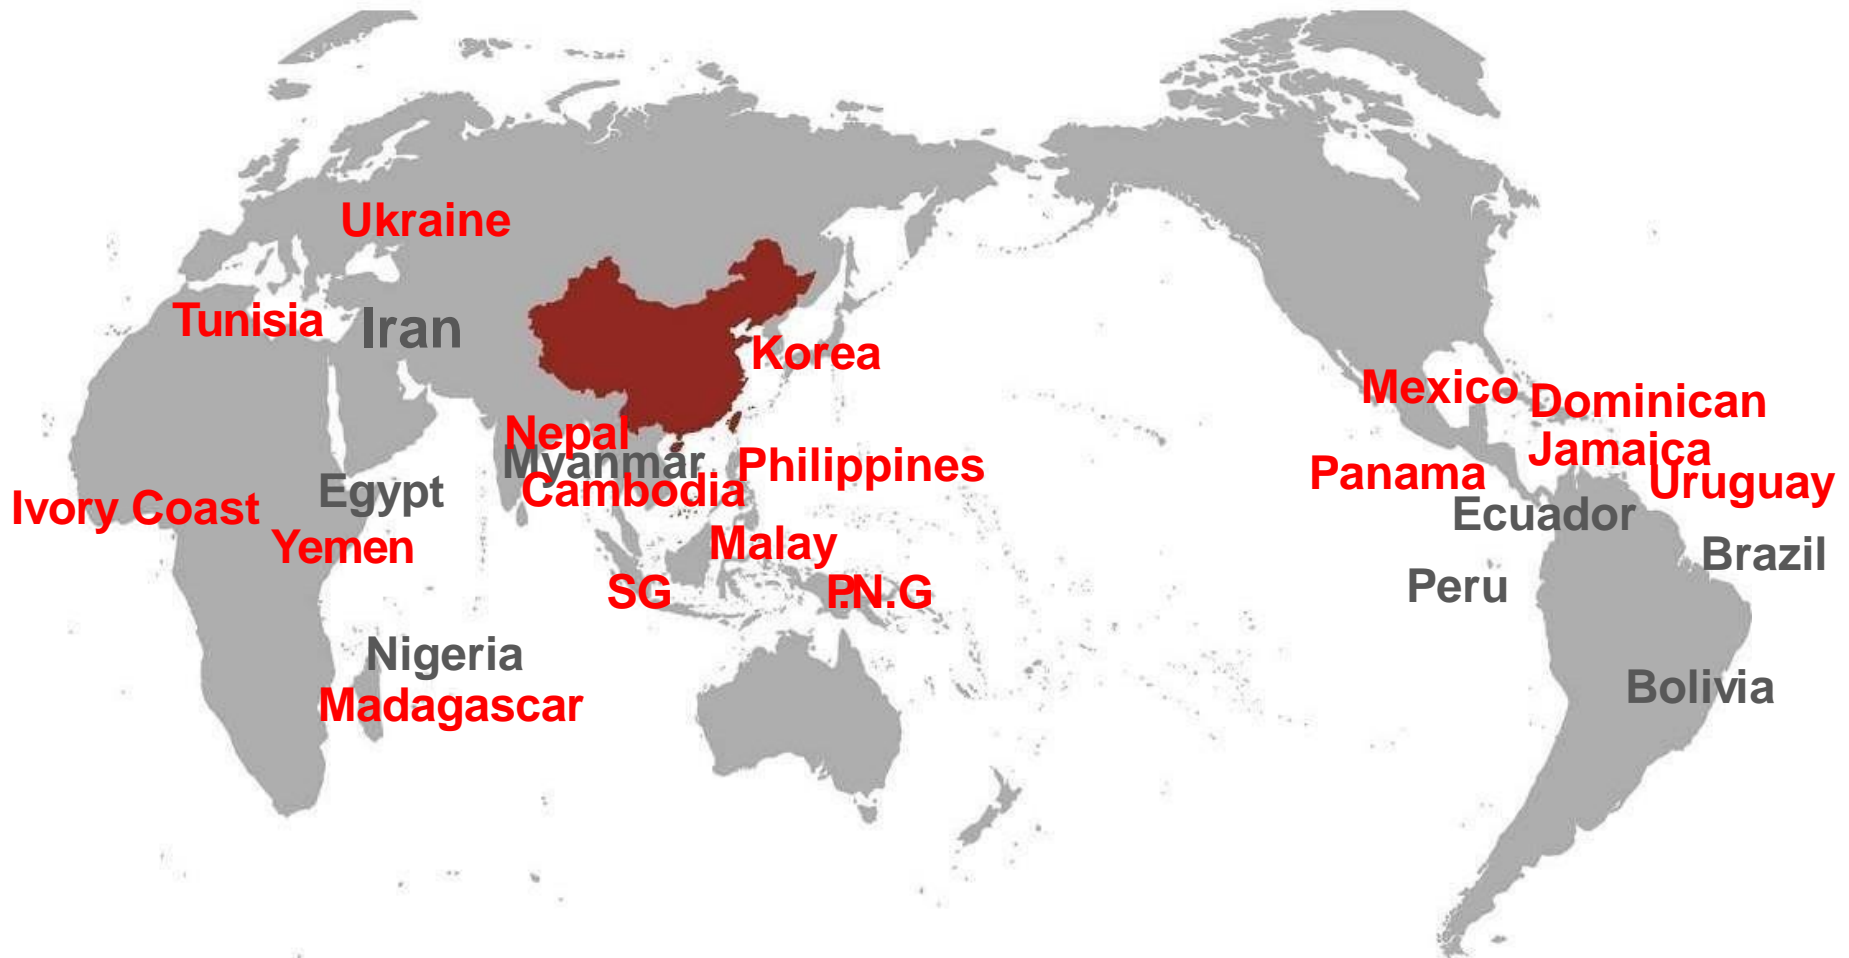 Ukraine
Tunisia
Iran
Korea
Mexico
Dominican
Nepal
Myanmar
Philippines
Jamaica
Panama
Uruguay
Cambodia
Egypt
Ivory Coast
Ecuador
Yemen
Malay
Brazil
SG
P.N.G
Peru
Nigeria
Bolivia
Madagascar